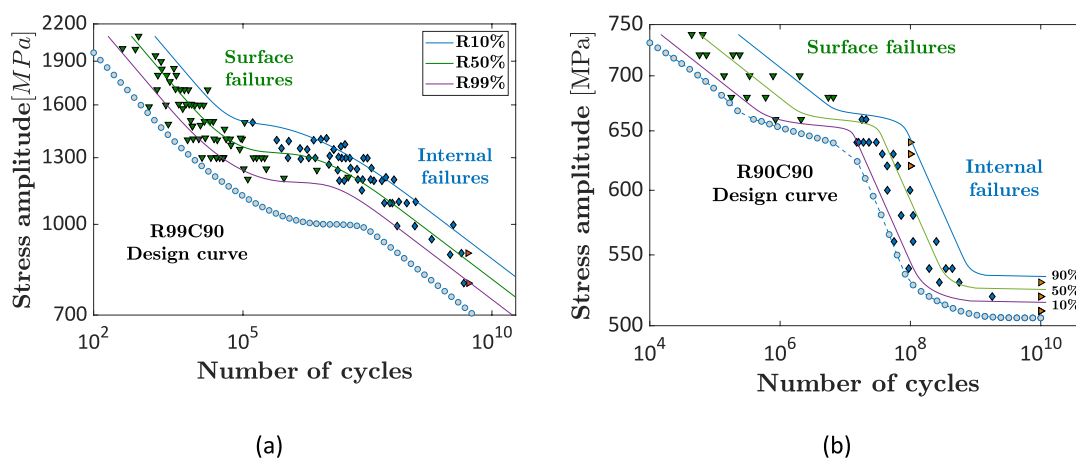 2200
1900
1600
1300
1000
700
Stress amplitude[MPa]
Surface
failures
R10%
R50%
R99%
Internal
failures
R99C90
Design curve
10^2
10^5
10^10
Number of cycles
(a)
750
700
650
600
550
500
Stress amplitude [MPa]
Surface failures
R90C90
Design curve
Internal
failures
90%
50%
10%
10^4
10^6
10^8
10^10
Number of cycles
(b)